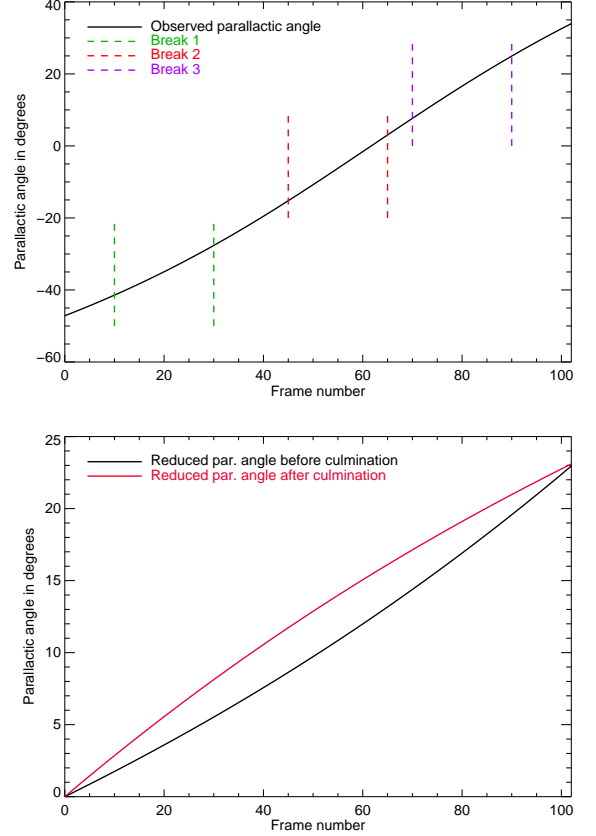 Observed parallactic angle
Break 1
Break 2
Break 3
Parallactic angle in degrees
40
20
0
−20
−40
−60
0 20 40 60 80 100
Frame number
Reduced par. angle before culmination
Reduced par. angle after culmination
Parallactic angle in degrees
25
20
15
10
5
0
0 20 40 60 80 100
Frame number